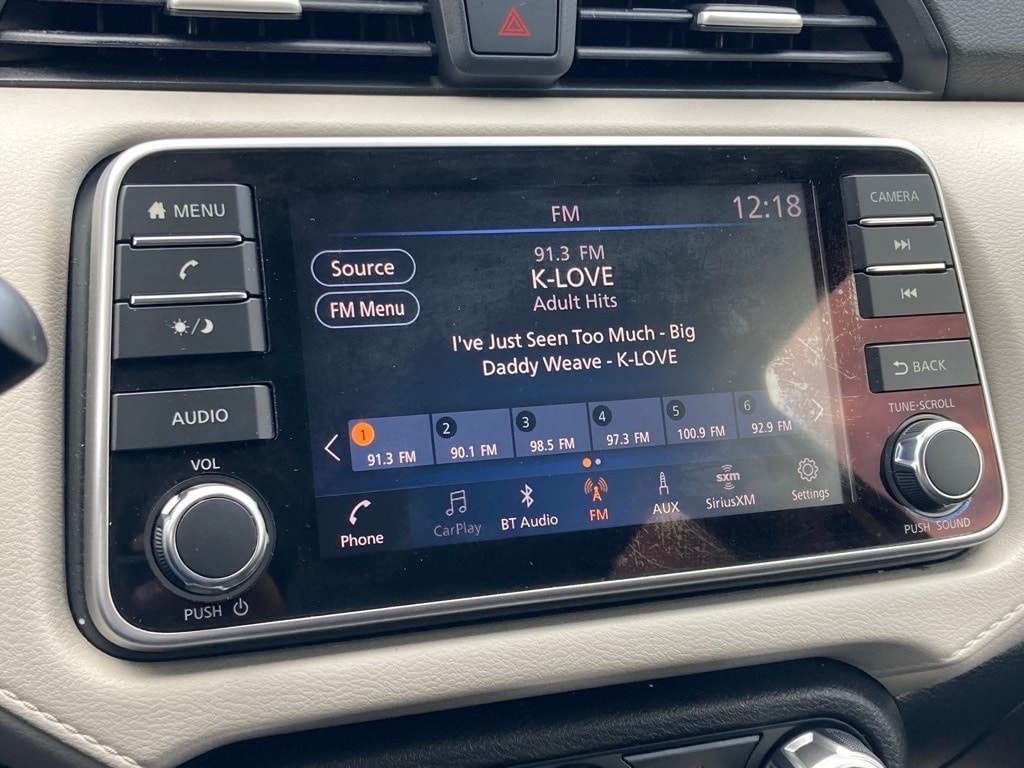 MENU
AUDIO
VOL
PUSH
FM
12:18
Source
FM Menu
91.3 FM
K-LOVE
Adult Hits
I've Just Seen Too Much - Big
Daddy Weave - K-LOVE
1
91.3 FM
2
90.1 FM
3
98.5 FM
4
97.3 FM
5
100.9 FM
6
92.9 FM
Phone
CarPlay
BT Audio
FM
AUX
sxm
SiriusXM
Settings
CAMERA
BACK
TUNE·SCROLL
PUSH SOUND